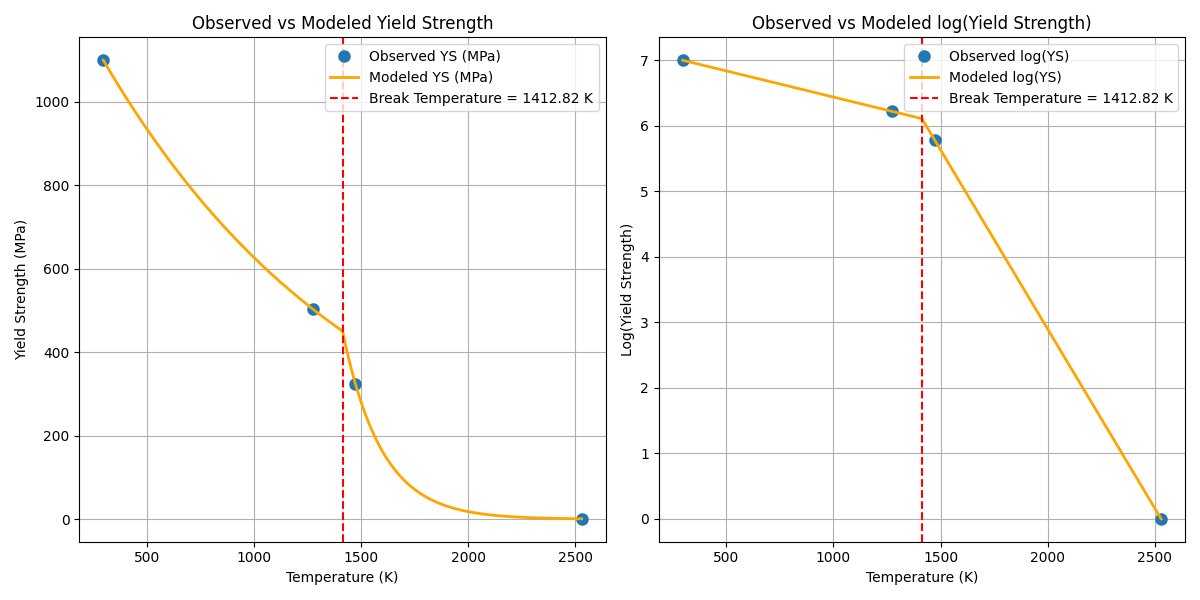 Observed vs Modeled Yield Strength
Observed YS (MPa)
Modeled YS (MPa)
Break Temperature = 1412.82 K
Yield Strength (MPa)
1000
800
600
400
200
0
500 1000 1500 2000 2500
Temperature (K)
Observed vs Modeled log(Yield Strength)
Observed log(YS)
Modeled log(YS)
Break Temperature = 1412.82 K
Log(Yield Strength)
7
6
5
4
3
2
1
0
500 1000 1500 2000 2500
Temperature (K)